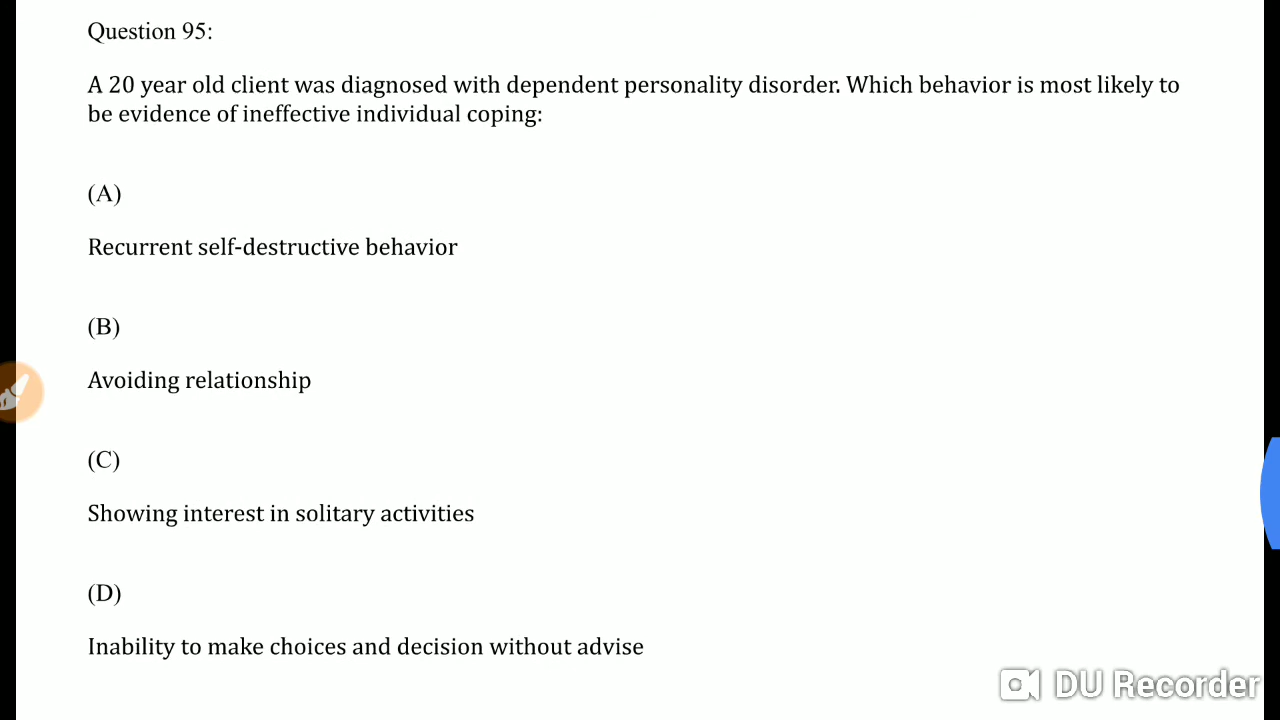 Question 95:
A 20 year old client was diagnosed with dependent personality disorder. Which behavior is most likely to
be evidence of ineffective individual coping:
(A)
Recurrent self-destructive behavior
(B)
Avoiding relationship
(C)
Showing interest in solitary activities
(D)
Inability to make choices and decision without advise
DU Recorder